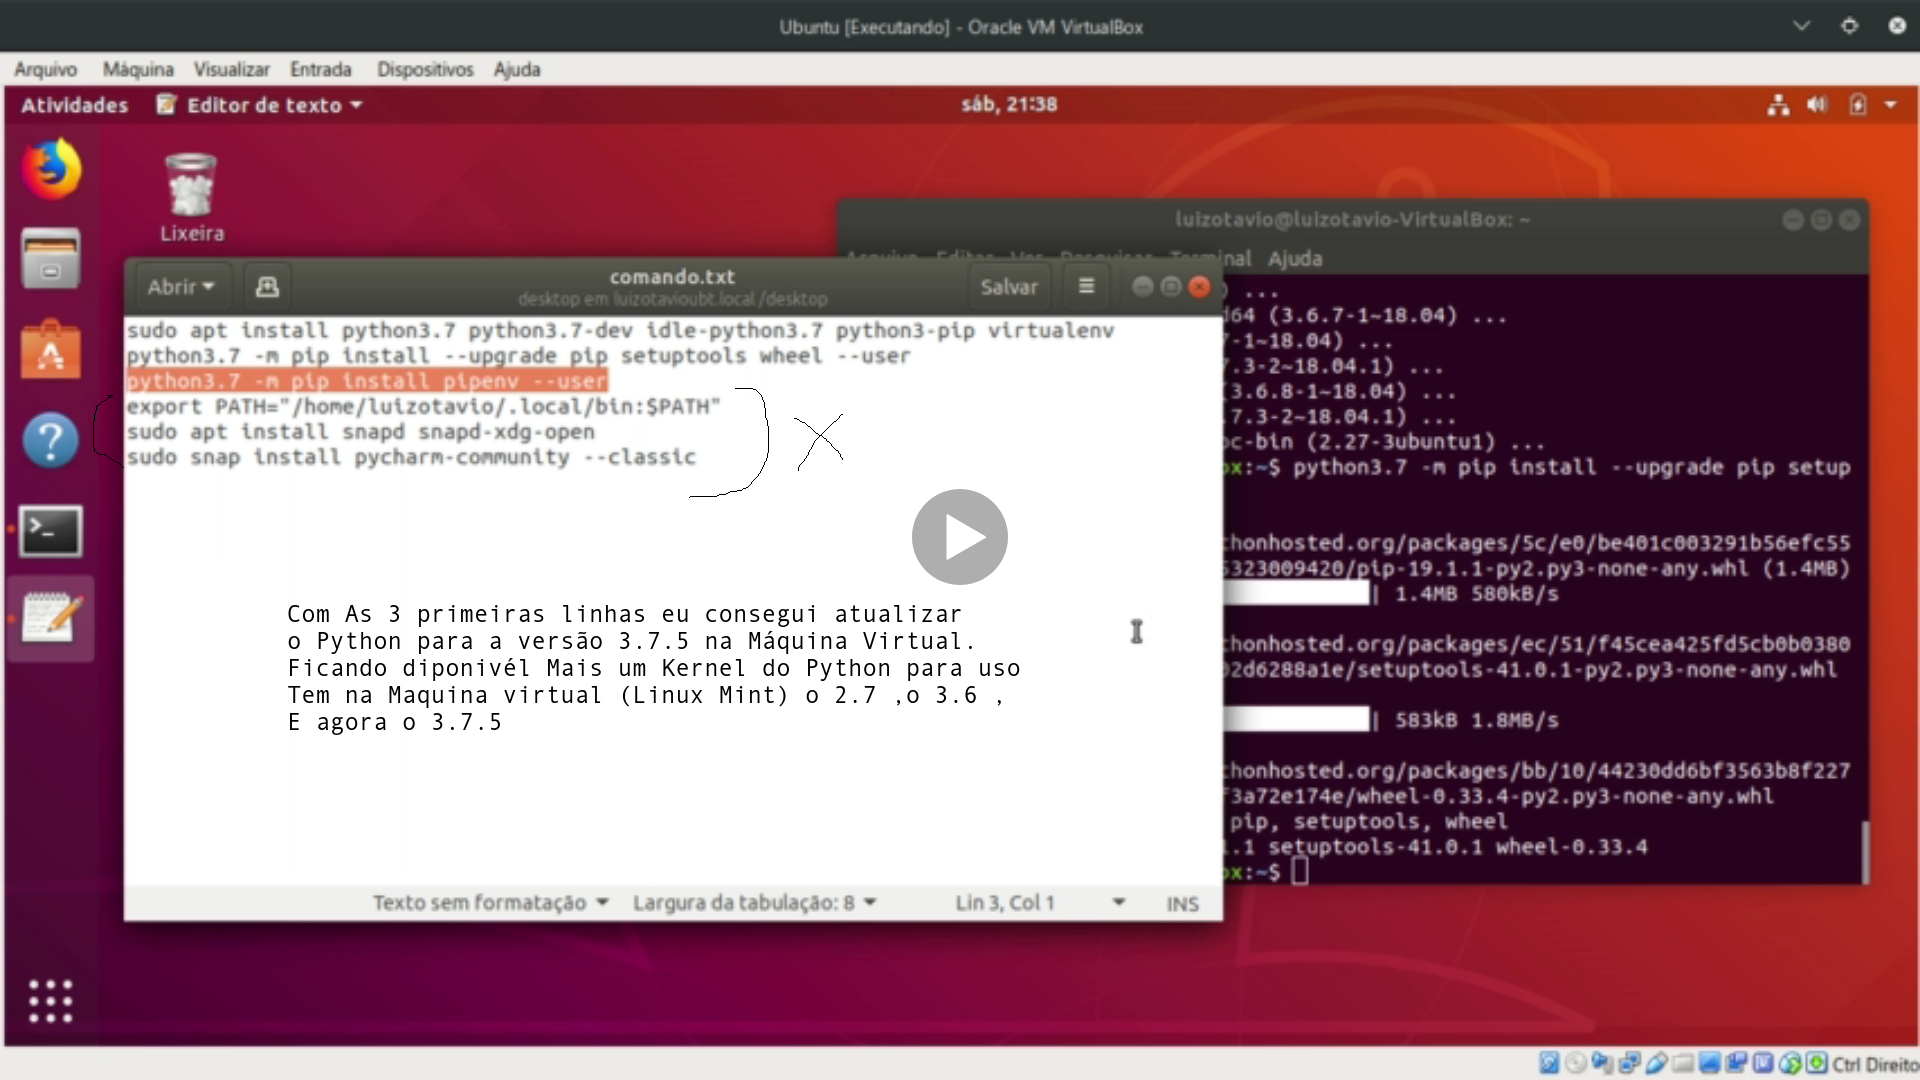 Ubuntu [Executando] - Oracle VM VirtualBox
Arquivo Máquina Visualizar Entrada Dispositivos Ajuda
Atividades Editor de texto sáb, 21:38
Lixeira
luizotavio@luizotavio-VirtualBox: ~
Arquivo Editar Ver Pesquisar Terminal Ajuda
Abrir comando.txt Salvar
desktop em luizotavioubt.local /desktop
sudo apt install python3.7 python3.7-dev idle-python3.7 python3-pip virtualenv
python3.7 -m pip install --upgrade pip setuptools wheel --user
python3.7 -m pip install pipenv --user
export PATH="/home/luizotavio/.local/bin:$PATH"
sudo apt install snapd snapd-xdg-open
sudo snap install pycharm-community --classic
X
Com As 3 primeiras linhas eu consegui atualizar
o Python para a versão 3.7.5 na Máquina Virtual.
Ficando diponivél Mais um Kernel do Python para uso
Tem na Maquina virtual (Linux Mint) o 2.7 ,o 3.6 ,
E agora o 3.7.5
Texto sem formatação Largura da tabulação: 8 Lin 3, Col 1 INS
) ...
d64 (3.6.7-1~18.04) ...
7-1~18.04) ...
.3-2~18.04.1) ...
(3.6.8-1~18.04) ...
.7.3-2~18.04.1) ...
oc-bin (2.27-3ubuntu1) ...
ox:~$ python3.7 -m pip install --upgrade pip setup
thonhosted.org/packages/5c/e0/be401c003291b56efc55
5323009420/pip-19.1.1-py2.py3-none-any.whl (1.4MB)
| 1.4MB 580kB/s
thonhosted.org/packages/ec/51/f45cea425fd5cb0b0380
92d6288a1e/setuptools-41.0.1-py2.py3-none-any.whl
| 583kB 1.8MB/s
thonhosted.org/packages/bb/10/44230dd6bf3563b8f227
f3a72e174e/wheel-0.33.4-py2.py3-none-any.whl
pip, setuptools, wheel
.1 setuptools-41.0.1 wheel-0.33.4
ox:~$
Ctrl Direito